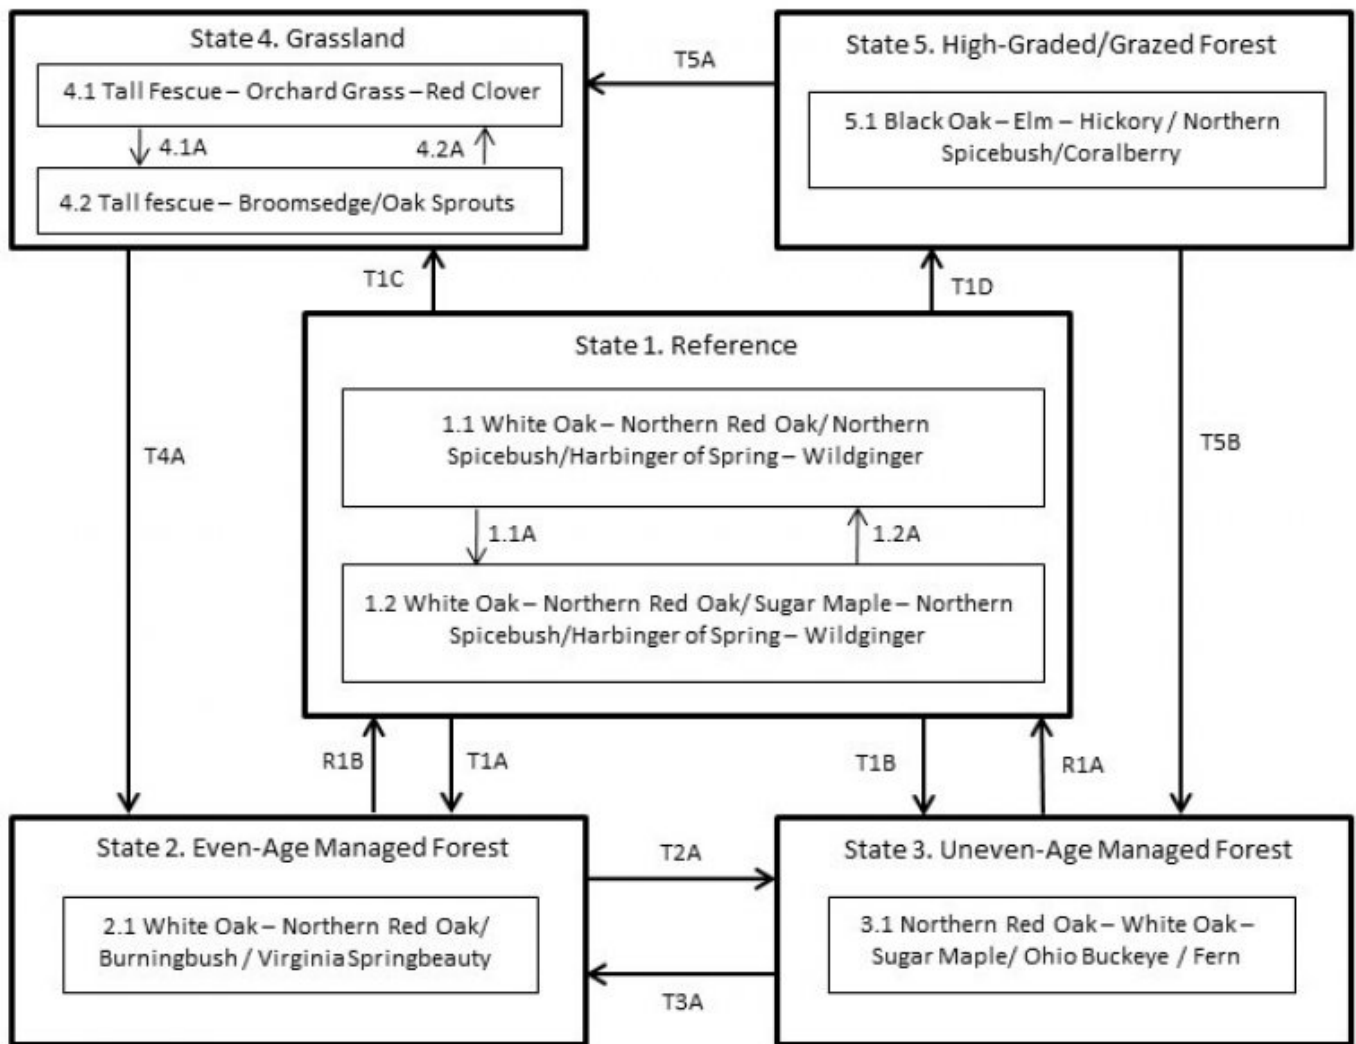 State 4. Grassland
4.1 Tall Fescue – Orchard Grass – Red Clover
4.1A
4.2A
4.2 Tall fescue – Broomsedge/Oak Sprouts
T5A
State 5. High-Graded/Grazed Forest
5.1 Black Oak – Elm – Hickory / Northern
Spicebush/Coralberry
T1C
T1D
State 1. Reference
1.1 White Oak – Northern Red Oak/ Northern
Spicebush/Harbinger of Spring – Wildginger
1.1A
1.2A
1.2 White Oak – Northern Red Oak/ Sugar Maple – Northern
Spicebush/Harbinger of Spring – Wildginger
T4A
T5B
R1B
T1A
T1B
R1A
State 2. Even-Age Managed Forest
2.1 White Oak – Northern Red Oak/
Burningbush / Virginia Springbeauty
T2A
T3A
State 3. Uneven-Age Managed Forest
3.1 Northern Red Oak – White Oak –
Sugar Maple/ Ohio Buckeye / Fern